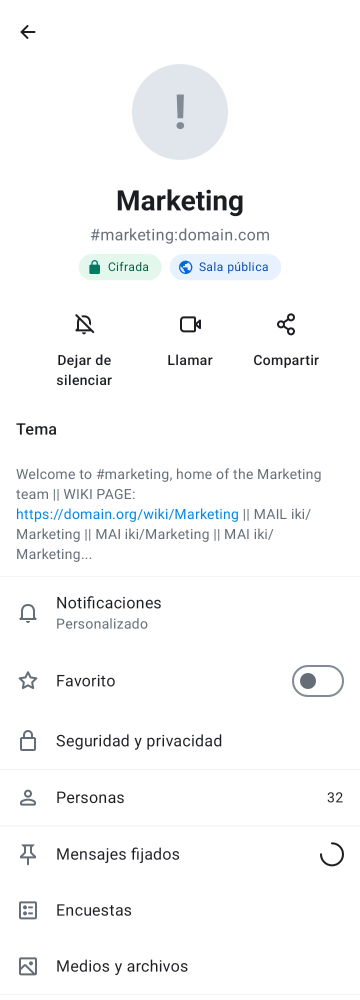 !
Marketing
#marketing:domain.com
Cifrada
Sala pública
Dejar de
silenciar
Llamar
Compartir
Tema
Welcome to #marketing, home of the Marketing
team || WIKI PAGE:
https://domain.org/wiki/Marketing || MAIL iki/
Marketing || MAI iki/Marketing || MAI iki/
Marketing...
Notificaciones
Personalizado
Favorito
Seguridad y privacidad
Personas 32
Mensajes fijados
Encuestas
Medios y archivos